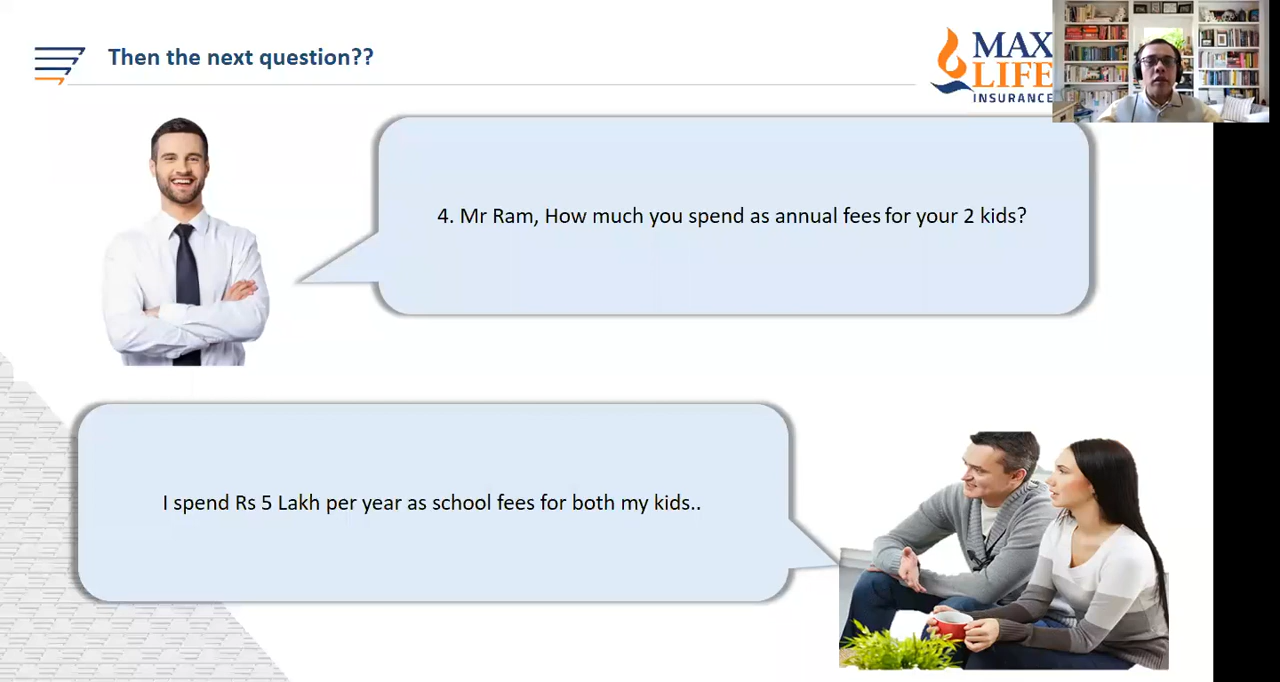 Then the next question??
MAX
LIFE
INSURANCE
4. Mr Ram, How much you spend as annual fees for your 2 kids?
I spend Rs 5 Lakh per year as school fees for both my kids..